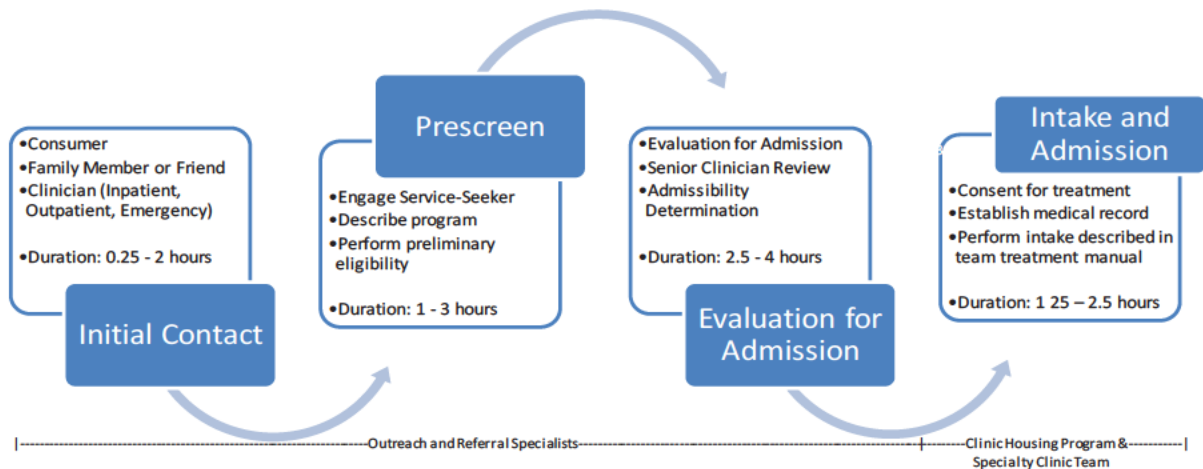 •Consumer
•Family Member or Friend
•Clinician (Inpatient,
Outpatient, Emergency)
•Duration: 0.25 - 2 hours
Initial Contact
Prescreen
•Engage Service-Seeker
•Describe program
•Perform preliminary
eligibility
•Duration: 1 - 3 hours
•Evaluation for Admission
•Senior Clinician Review
•Admissibility
Determination
•Duration: 2.5 - 4 hours
Evaluation for
Admission
Intake and
Admission
•Consent for treatment
•Establish medical record
•Perform intake described in
team treatment manual
•Duration: 1 25 – 2.5 hours
|--------Outreach and Referral Specialists--------|--------Clinic Housing Program &--------|
Specialty Clinic Team